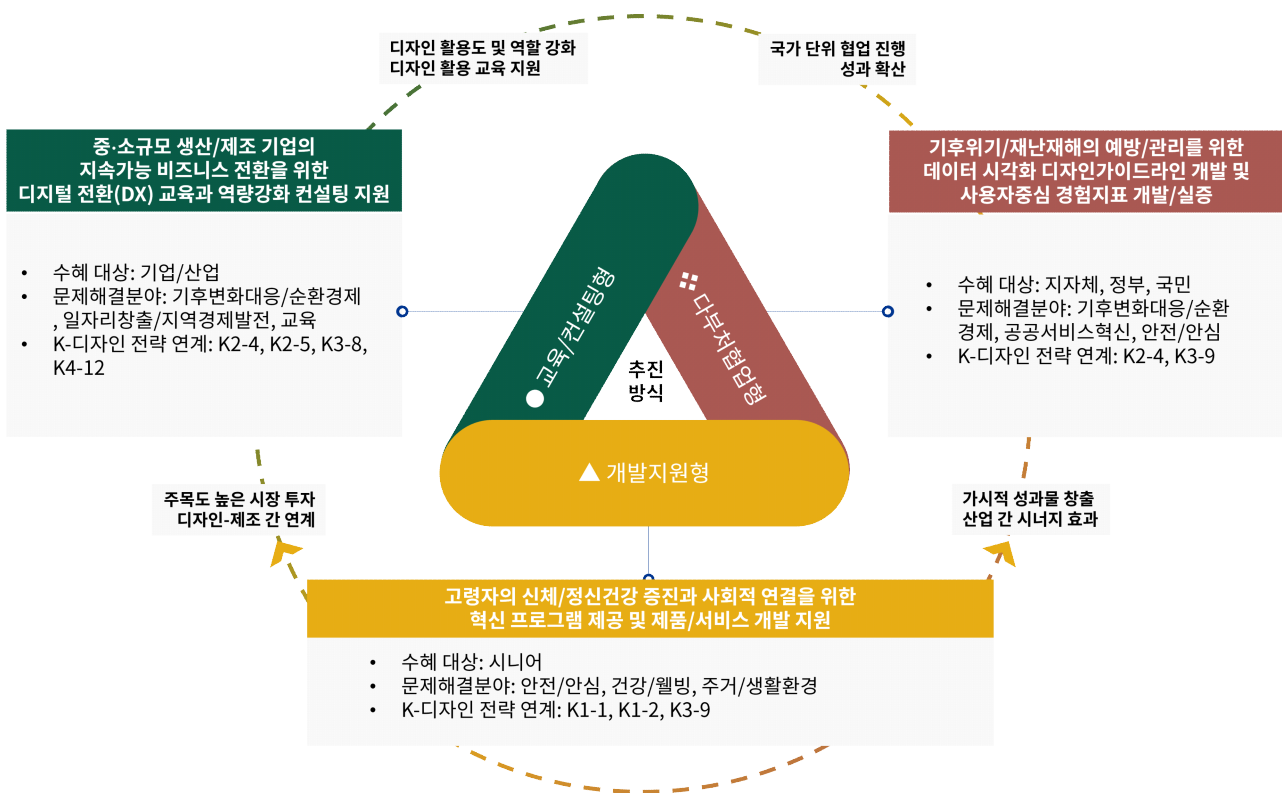 디자인 활용도 및 역할 강화
디자인 활용 교육 지원
국가 단위 협업 진행
성과 확산
중·소규모 생산/제조 기업의
지속가능 비즈니스 전환을 위한
디지털 전환(DX) 교육과 역량강화 컨설팅 지원
• 수혜 대상: 기업/산업
• 문제해결분야: 기후변화대응/순환경제
, 일자리창출/지역경제발전, 교육
• K-디자인 전략 연계: K2-4, K2-5, K3-8,
K4-12
기후위기/재난재해의 예방/관리를 위한
데이터 시각화 디자인가이드라인 개발 및
사용자중심 경험지표 개발/실증
• 수혜 대상: 지자체, 정부, 국민
• 문제해결분야: 기후변화대응/순환
경제, 공공서비스혁신, 안전/안심
• K-디자인 전략 연계: K2-4, K3-9
교육/컨설팅형
다부처협업형
추진
방식
▲ 개발지원형
주목도 높은 시장 투자
디자인-제조 간 연계
가시적 성과물 창출
산업 간 시너지 효과
고령자의 신체/정신건강 증진과 사회적 연결을 위한
혁신 프로그램 제공 및 제품/서비스 개발 지원
• 수혜 대상: 시니어
• 문제해결분야: 안전/안심, 건강/웰빙, 주거/생활환경
• K-디자인 전략 연계: K1-1, K1-2, K3-9